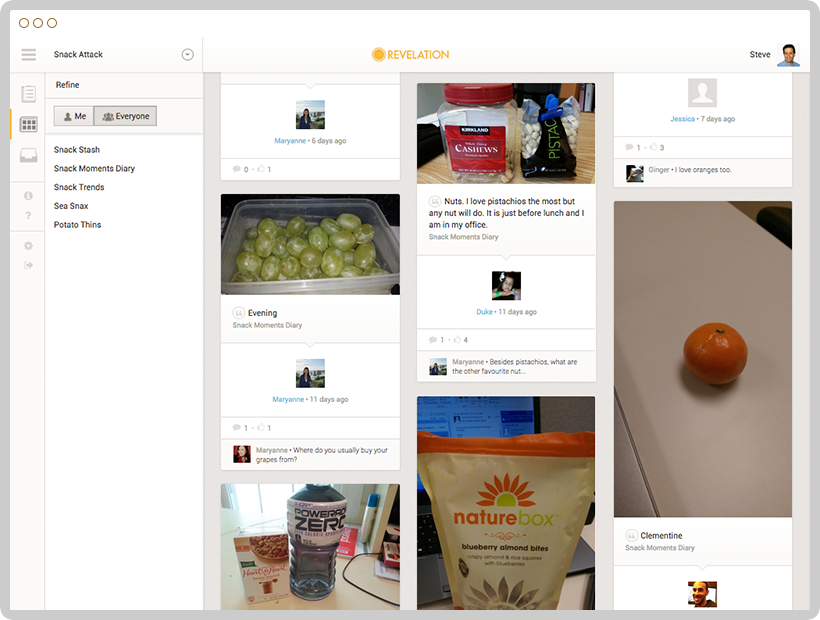 Snack Attack
REVELATION
Steve
Refine
Me
Everyone
Snack Stash
Snack Moments Diary
Snack Trends
Sea Snax
Potato Thins
Maryanne • 6 days ago
0 • 1
Evening
Snack Moments Diary
Maryanne • 11 days ago
1 • 1
Maryanne • Where do you usually buy your
grapes from?
POWERADE
ZERO
Heart to Heart
KIRKLAND
CASHEWS
PISTAC
Nuts. I love pistachios the most but
any nut will do. It is just before lunch and I
am in my office.
Snack Moments Diary
Duke • 11 days ago
1 • 4
Maryanne • Besides pistachios, what are
the other favourite nut...
naturebox
blueberry almond bites
crispy almond & rice squares
with blueberries
Jessica • 7 days ago
1 • 3
Ginger • I love oranges too.
Clementine
Snack Moments Diary